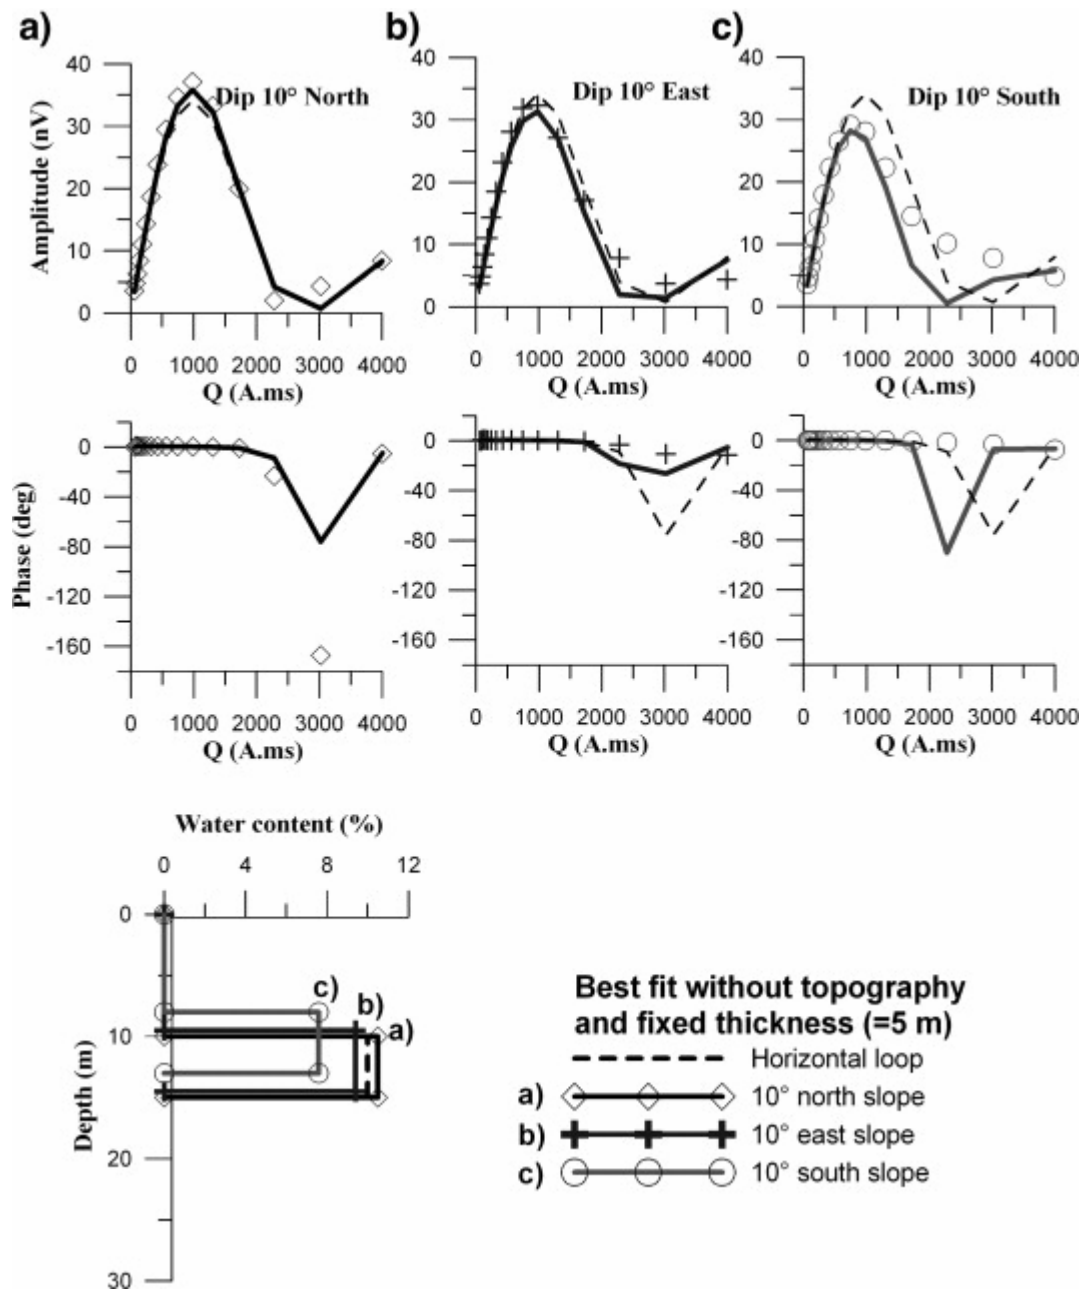 a)
b)
c)
40
30
20
10
0
Amplitude (nV)
Dip 10° North
0 1000 2000 3000 4000
Q (A.ms)
40
30
20
10
0
Dip 10° East
0 1000 2000 3000 4000
Q (A.ms)
40
30
20
10
0
Dip 10° South
0 1000 2000 3000 4000
Q (A.ms)
0
-40
-80
-120
-160
Phase (deg)
0 1000 2000 3000 4000
Q (A.ms)
0
-40
-80
-120
-160
0 1000 2000 3000 4000
Q (A.ms)
0
-40
-80
-120
-160
0 1000 2000 3000 4000
Q (A.ms)
Water content (%)
0 4 8 12
0
10
20
30
Depth (m)
c)
b)
a)
Best fit without topography
and fixed thickness (=5 m)
Horizontal loop
a) 10° north slope
b) 10° east slope
c) 10° south slope